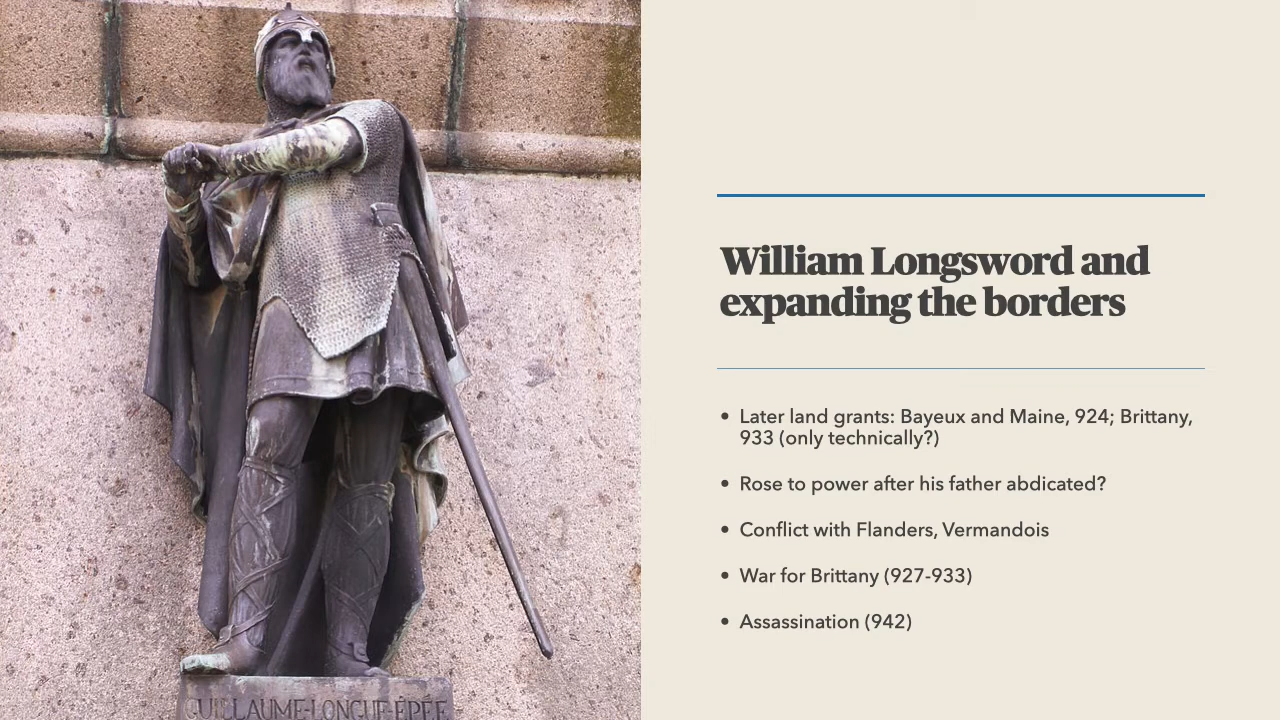 William Longsword and
expanding the borders
• Later land grants: Bayeux and Maine, 924; Brittany,
933 (only technically?)
• Rose to power after his father abdicated?
• Conflict with Flanders, Vermandois
• War for Brittany (927-933)
• Assassination (942)
GUILLAUME-LONGUE-ÉPÉE